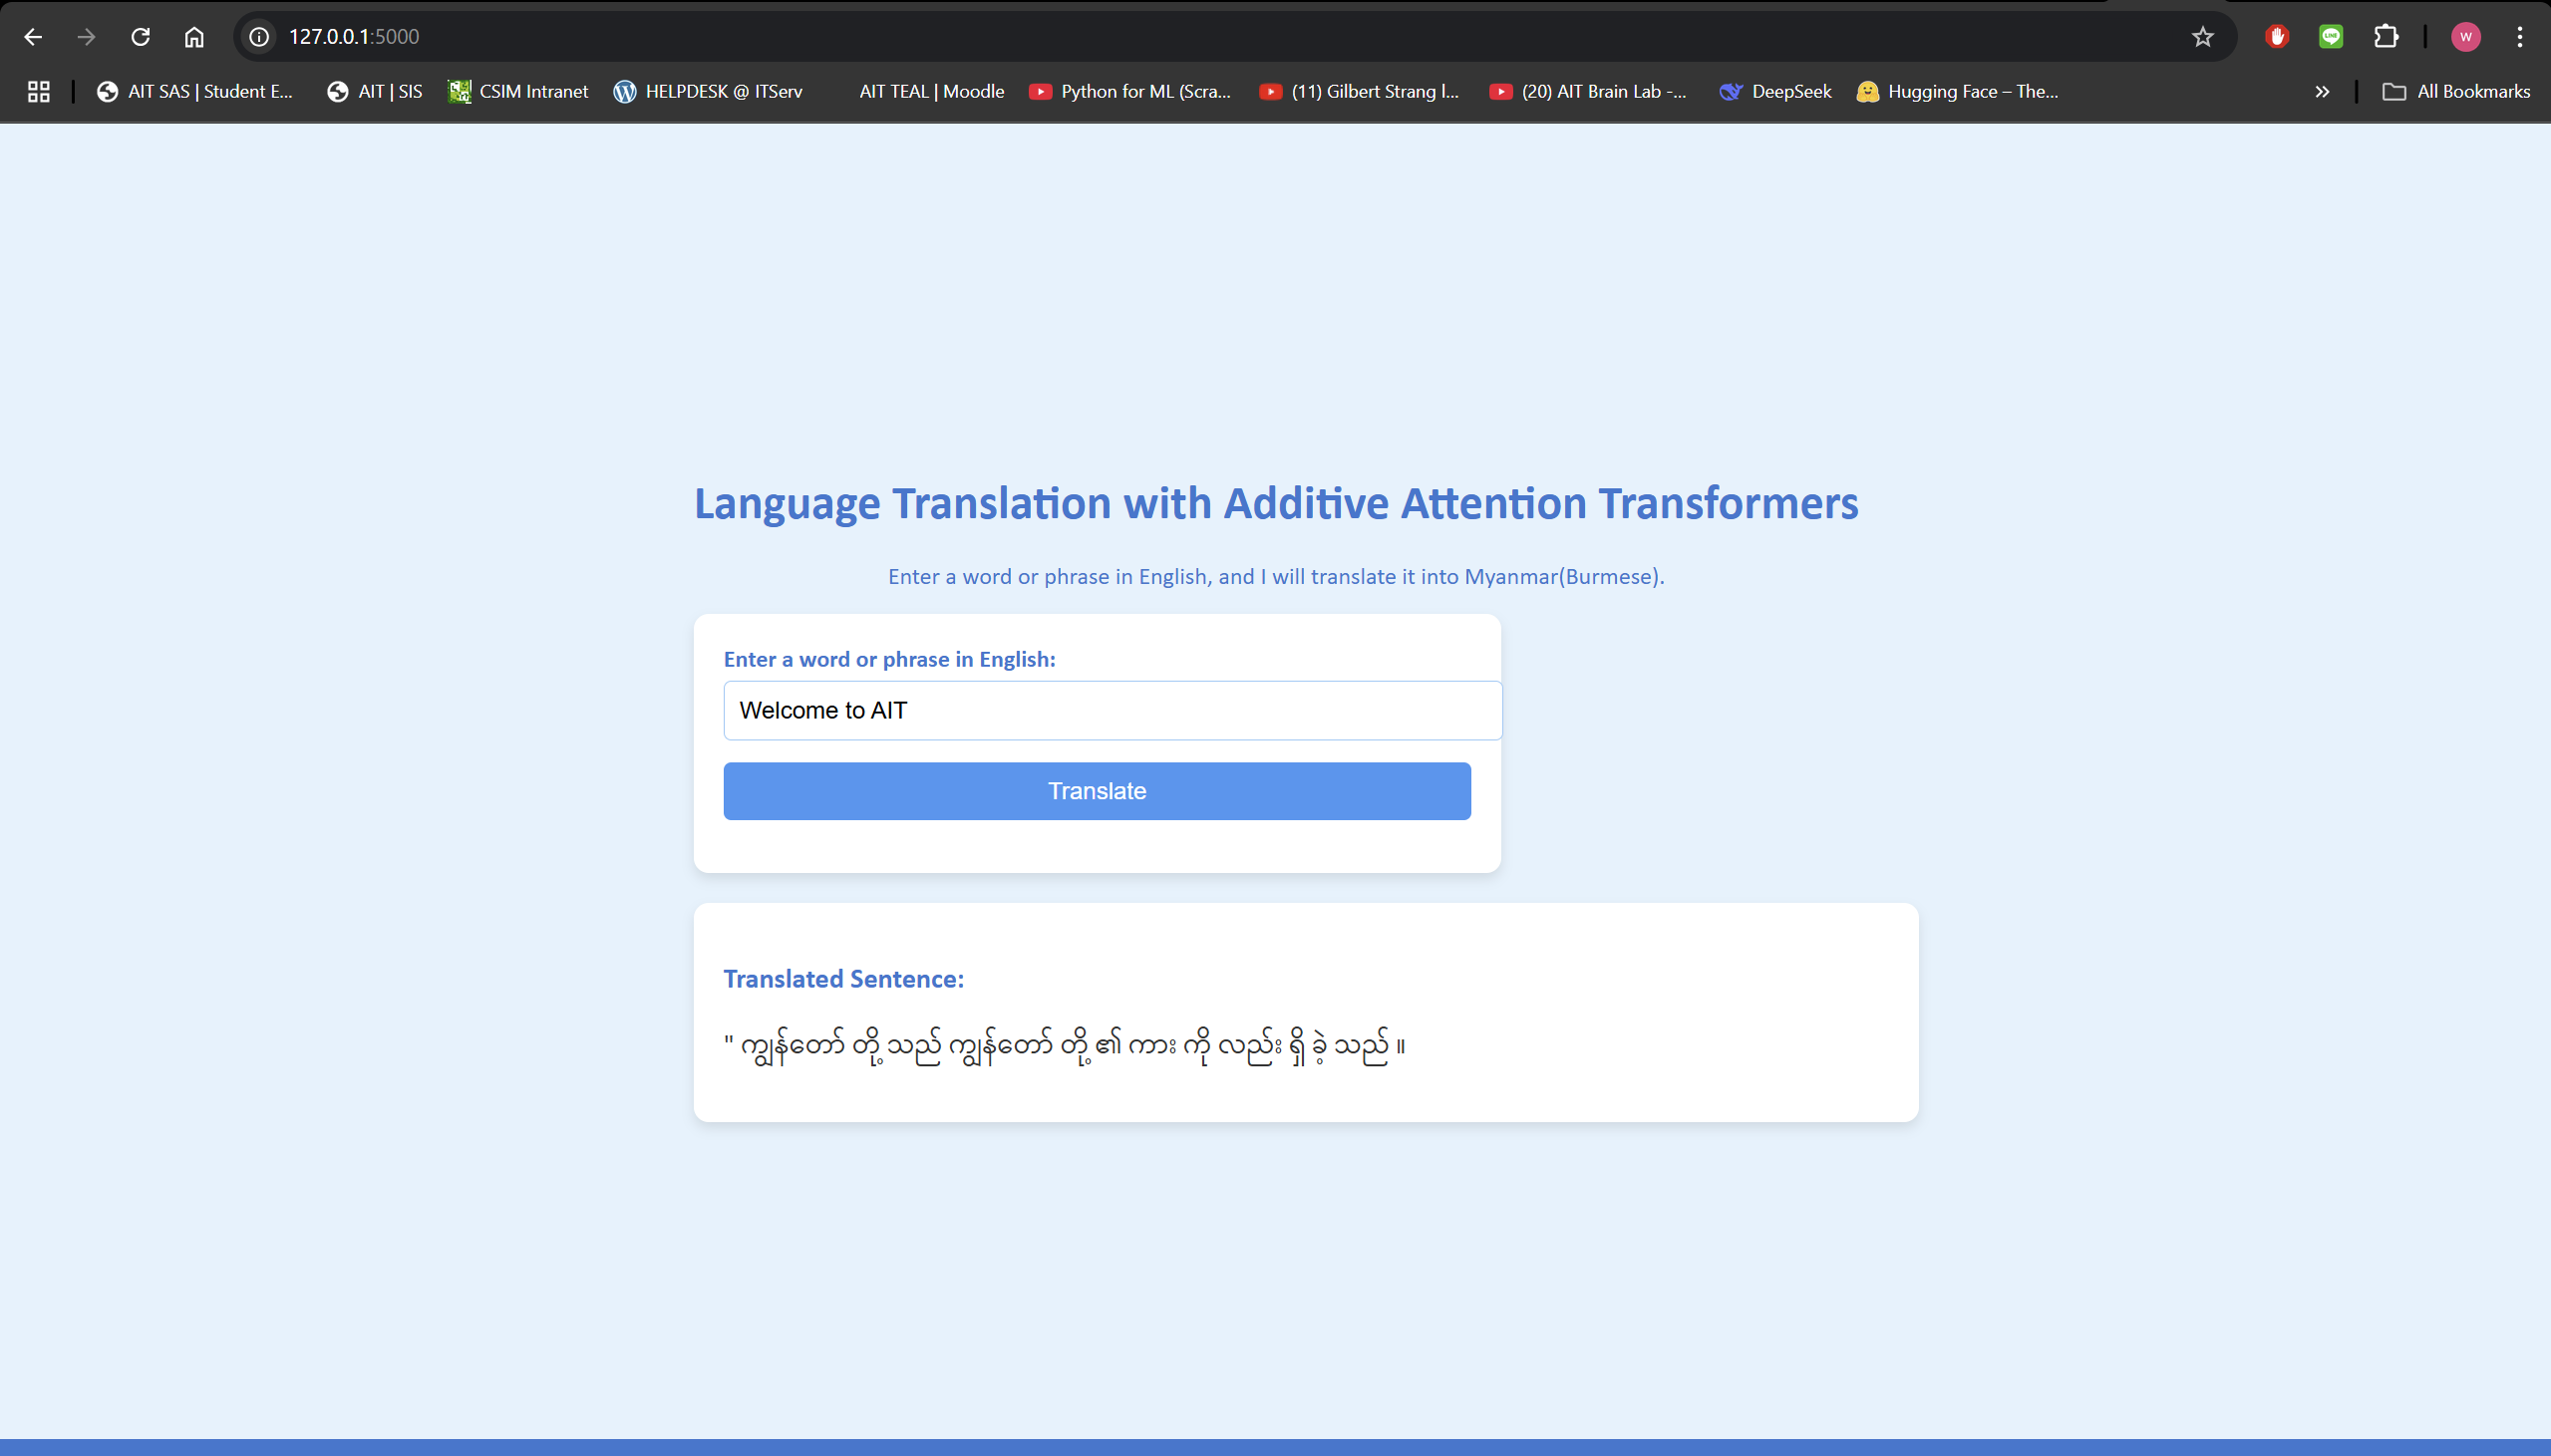 127.0.0.1:5000
W
AIT SAS | Student E...
AIT | SIS
CSIM Intranet
HELPDESK @ ITServ
AIT TEAL | Moodle
Python for ML (Scra...
(11) Gilbert Strang l...
(20) AIT Brain Lab -...
DeepSeek
Hugging Face – The...
All Bookmarks
Language Translation with Additive Attention Transformers
Enter a word or phrase in English, and I will translate it into Myanmar(Burmese).
Enter a word or phrase in English:
Welcome to AIT
Translate
Translated Sentence:
" ကျွန်တော် တို့ သည် ကျွန်တော် တို့ ၏ ကား ကို လည်း ရှိ ခဲ့ သည် ။